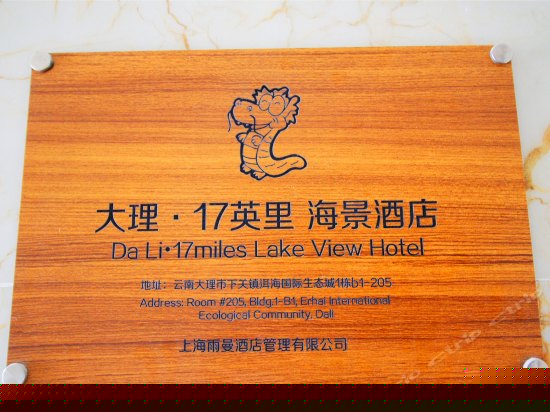 大理·17英里 海景酒店
Da Li•17miles Lake View Hotel
地址：云南大理市下关镇洱海国际生态城1栋b1-205
Address: Room #205, Bldg.1-B1, Erhai International
Ecological Community, Dali
上海雨曼酒店管理有限公司